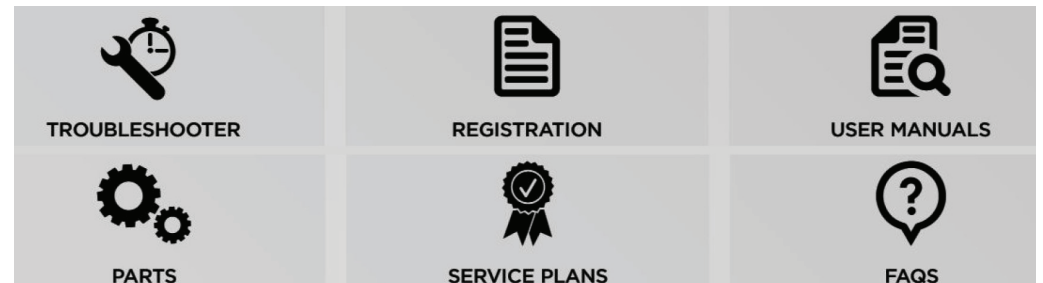 TROUBLESHOOTER
REGISTRATION
USER MANUALS
PARTS
SERVICE PLANS
FAQS